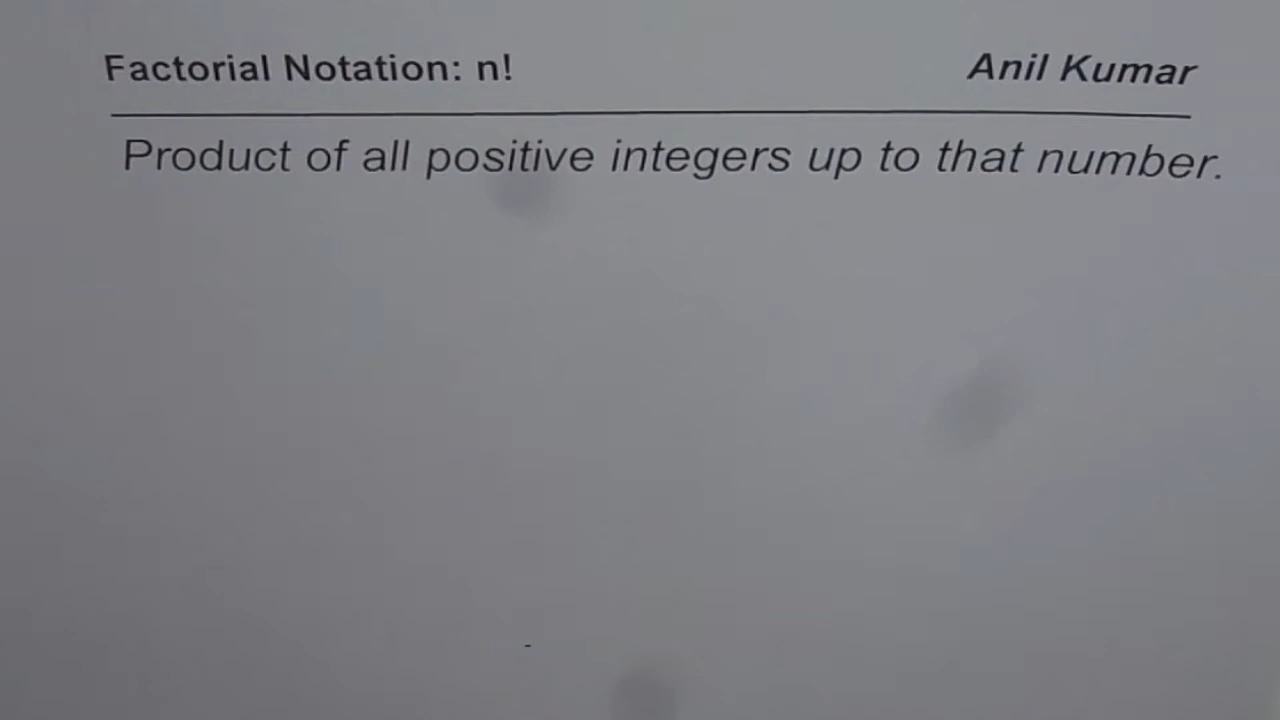 Factorial Notation: n! Anil Kumar
Product of all positive integers up to that number.